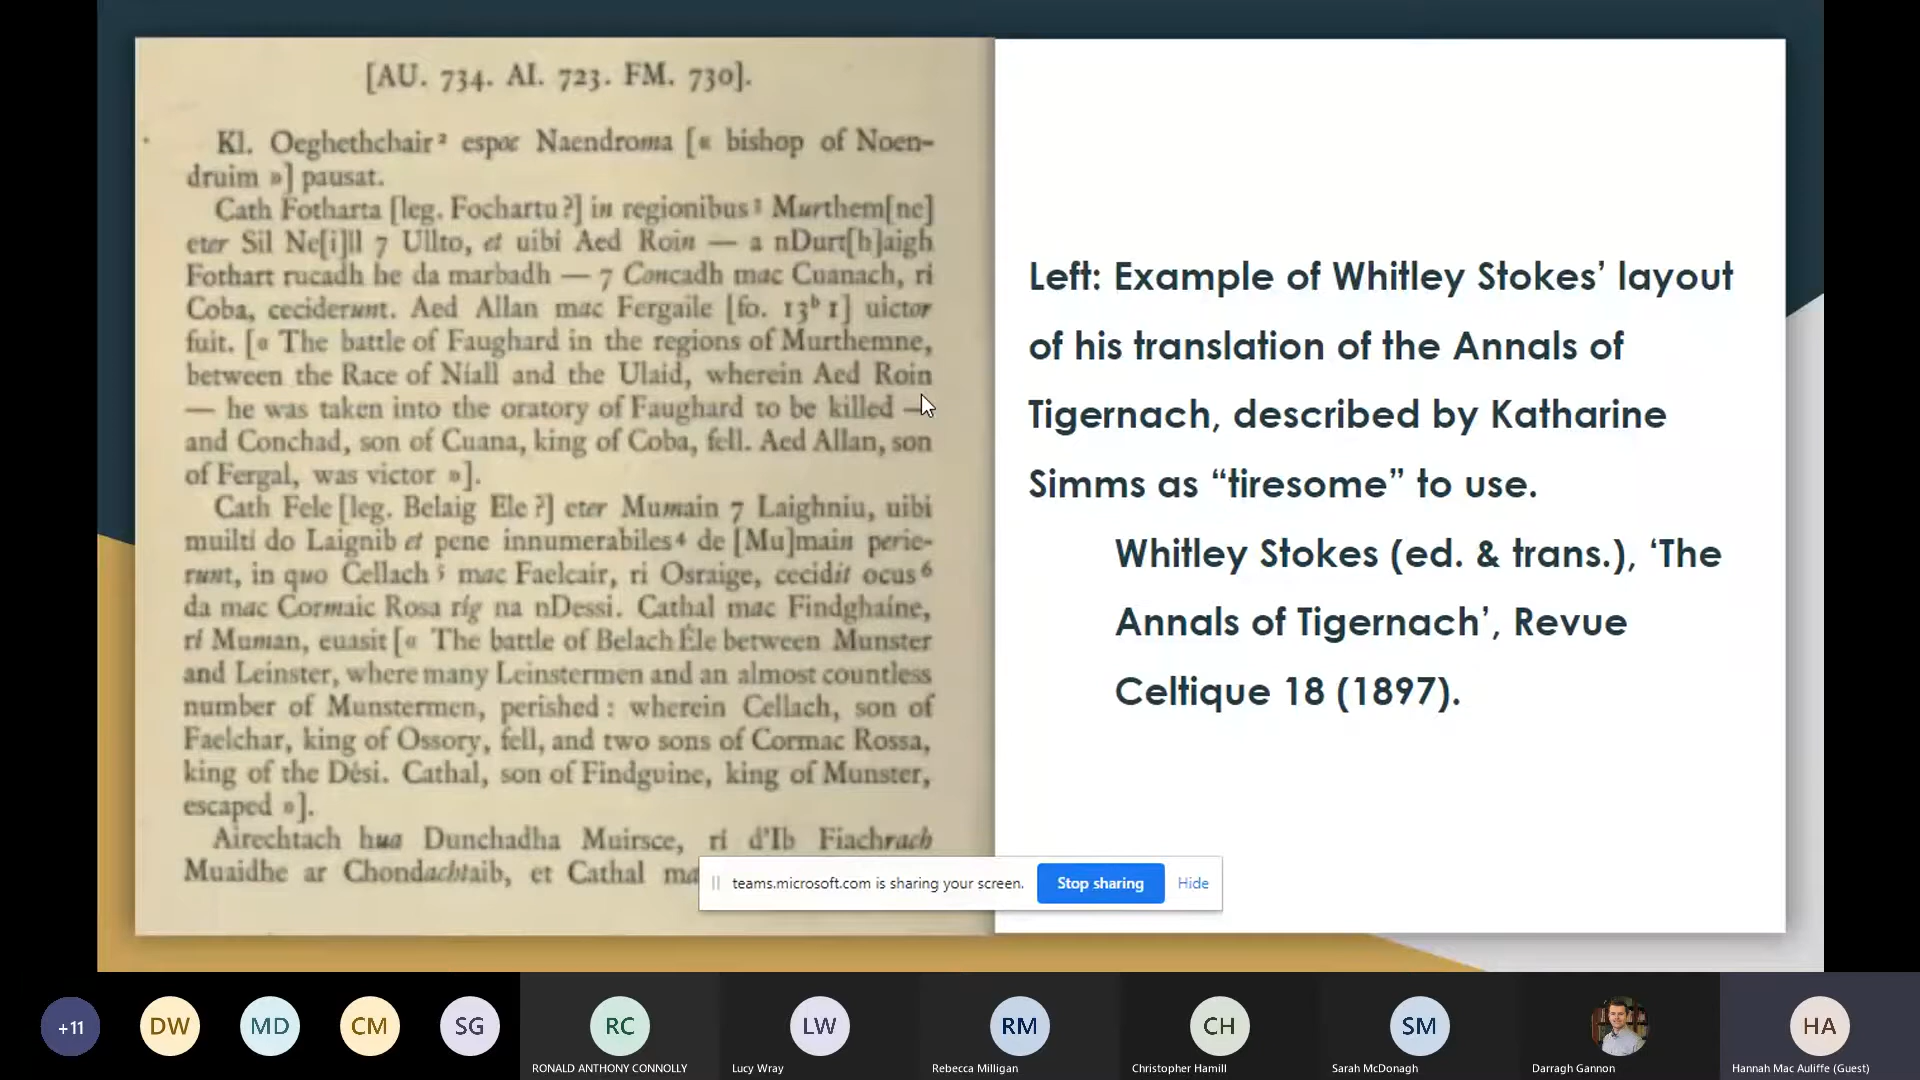 [AU. 734. AI. 723. FM. 730].
Kl. Oeghethchair² espoc Naendroma [« bishop of Noen-
druim »] pausat.
Cath Fotharta [leg. Fochartu ?] in regionibus³ Murthem[ne]
eter Sil Ne[i]ll 7 Ullto, et uibi Aed Roin — a nDurt[h]aigh
Fothart rucadh he da marbadh — 7 Concadh mac Cuanach, ri
Coba, ceciderunt. Aed Allan mac Fergaile [fo. 13ᵇ 1] uictor
fuit. [« The battle of Faughard in the regions of Murthemne,
between the Race of Níall and the Ulaid, wherein Aed Roin
— he was taken into the oratory of Faughard to be killed —
and Conchad, son of Cuana, king of Coba, fell. Aed Allan, son
of Fergal, was victor »].
Cath Fele [leg. Belaig Ele ?] eter Mumain 7 Laighniu, uibi
muilti do Laignib et pene innumerabiles⁴ de [Mu]main perie-
runt, in quo Cellach⁵ mac Faelcair, ri Osraige, cecidit ocus⁶
da mac Cormaic Rosa ríg na nDessi. Cathal mac Findghaine,
rí Muman, euasit [« The battle of Belach Éle between Munster
and Leinster, where many Leinstermen and an almost countless
number of Munstermen, perished : wherein Cellach, son of
Faelchar, king of Ossory, fell, and two sons of Cormac Rossa,
king of the Dési. Cathal, son of Findguine, king of Munster,
escaped »].
Airechtach hua Dunchadha Muirsce, rí d'Ib Fiachrach
Muaidhe ar Chondachtaib, et Cathal ma
Left: Example of Whitley Stokes’ layout
of his translation of the Annals of
Tigernach, described by Katharine
Simms as “tiresome” to use.
Whitley Stokes (ed. & trans.), ‘The
Annals of Tigernach’, Revue
Celtique 18 (1897).
teams.microsoft.com is sharing your screen.
Stop sharing
Hide
+11
DW
MD
CM
SG
RC
LW
RM
CH
SM
HA
RONALD ANTHONY CONNOLLY
Lucy Wray
Rebecca Milligan
Christopher Hamill
Sarah McDonagh
Darragh Gannon
Hannah Mac Auliffe (Guest)